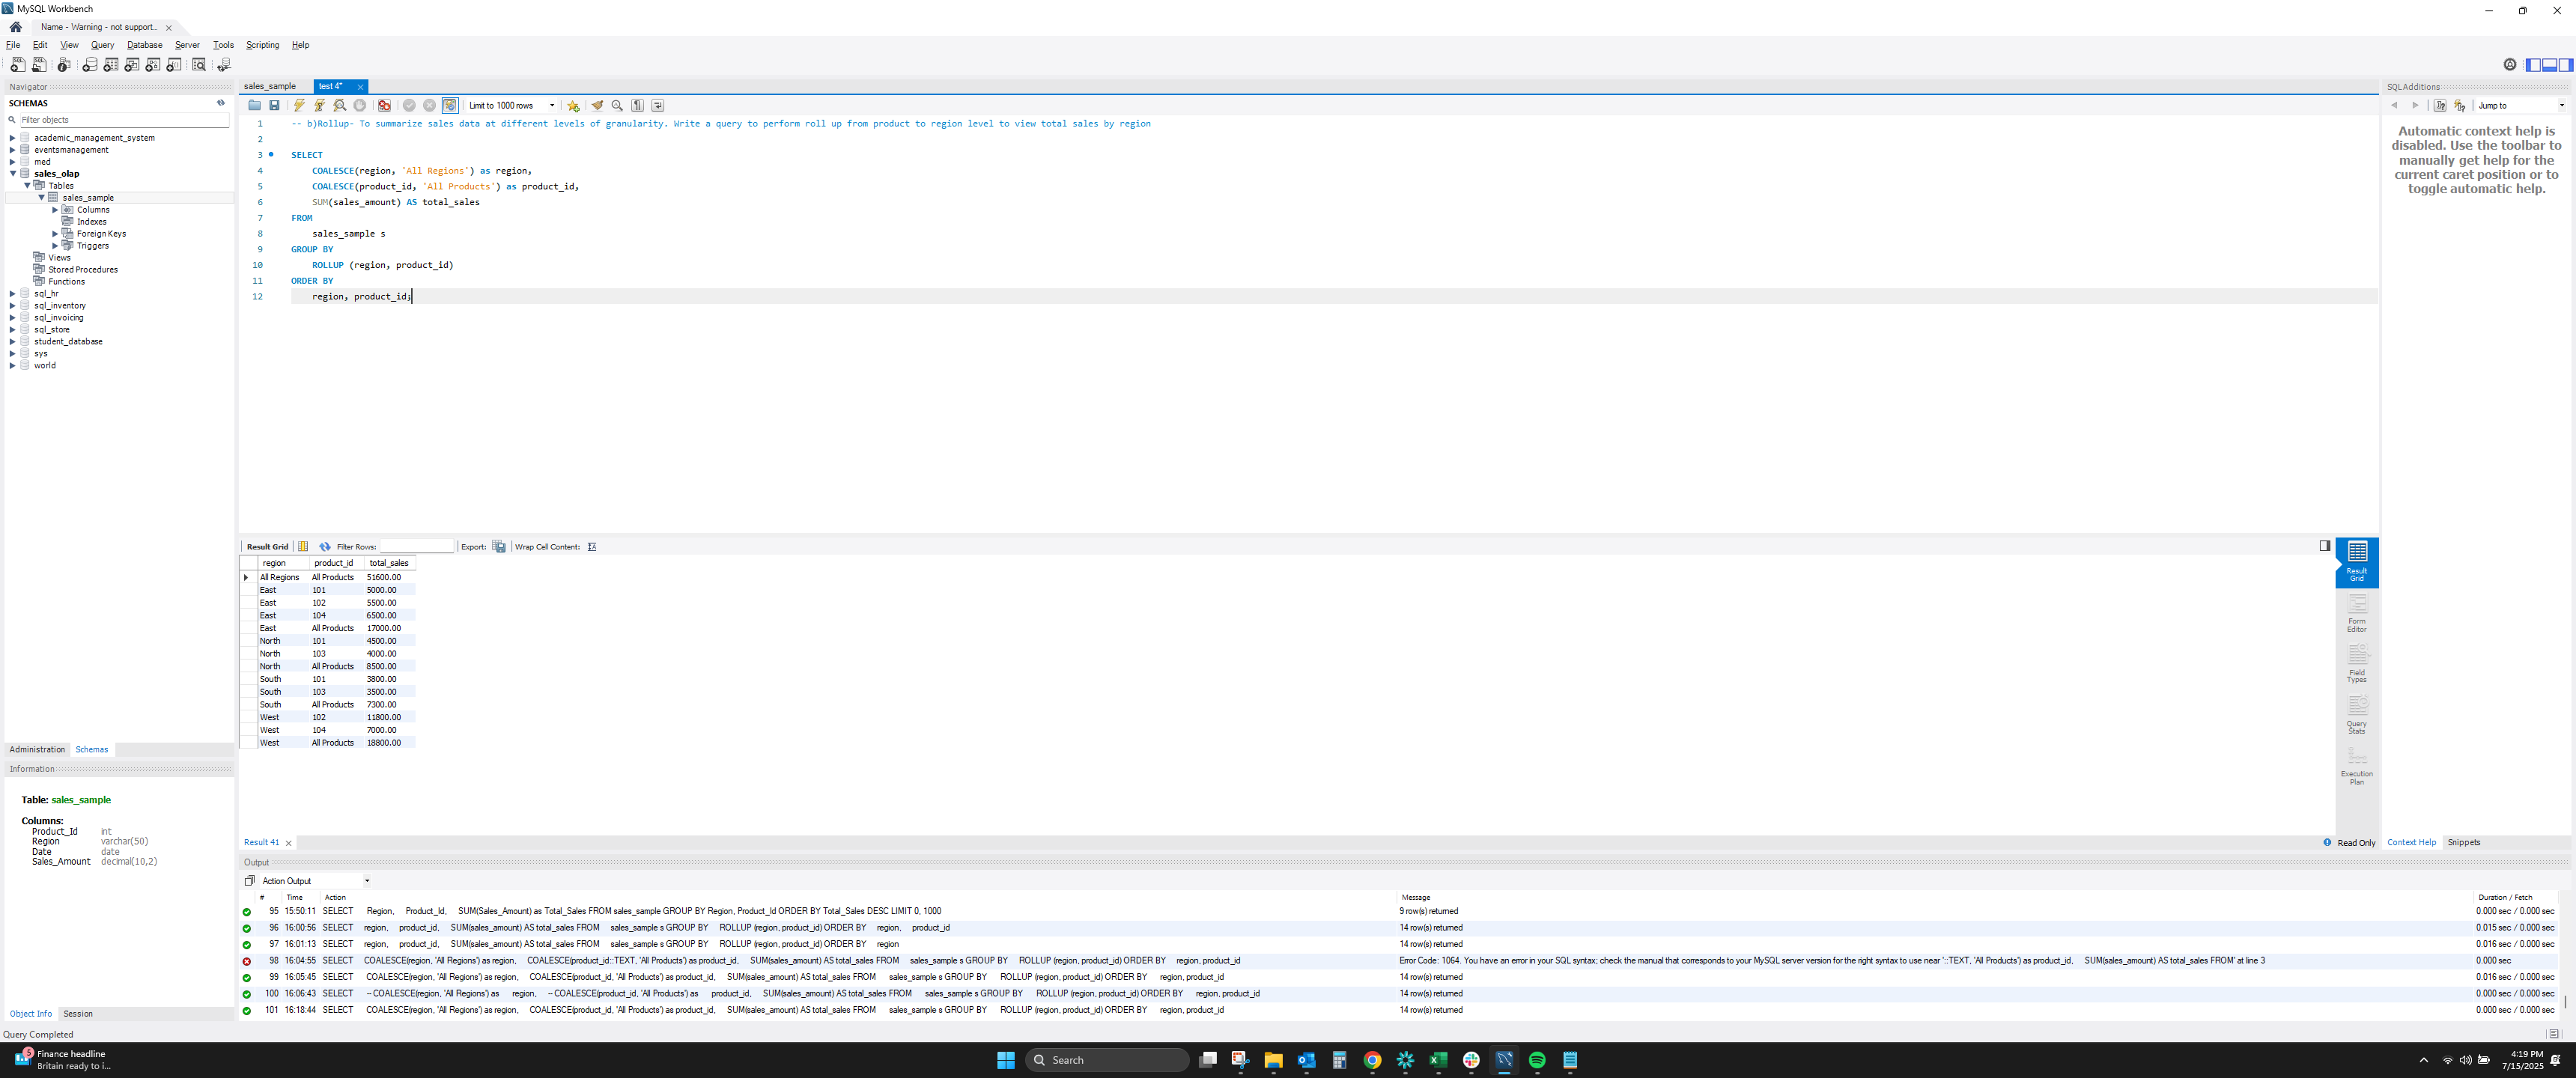 MySQL Workbench
Name - Warning - not support...
File Edit View Query Database Server Tools Scripting Help
Navigator
SCHEMAS
Filter objects
academic_management_system
eventsmanagement
med
sales_olap
Tables
sales_sample
Columns
Indexes
Foreign Keys
Triggers
Views
Stored Procedures
Functions
sql_hr
sql_inventory
sql_invoicing
sql_store
student_database
sys
world
Administration Schemas
Information
Table: sales_sample
Columns:
Product_Id int
Region varchar(50)
Date date
Sales_Amount decimal(10,2)
Object Info Session
Query Completed
sales_sample test 4*
Limit to 1000 rows
1 -- b)Rollup- To summarize sales data at different levels of granularity. Write a query to perform roll up from product to region level to view total sales by region
2
3 SELECT
4 COALESCE(region, 'All Regions') as region,
5 COALESCE(product_id, 'All Products') as product_id,
6 SUM(sales_amount) AS total_sales
7 FROM
8 sales_sample s
9 GROUP BY
10 ROLLUP (region, product_id)
11 ORDER BY
12 region, product_id;
Result Grid Filter Rows: Export: Wrap Cell Content:
region product_id total_sales
All Regions All Products 51600.00
East 101 5000.00
East 102 5500.00
East 104 6500.00
East All Products 17000.00
North 101 4500.00
North 103 4000.00
North All Products 8500.00
South 101 3800.00
South 103 3500.00
South All Products 7300.00
West 102 11800.00
West 104 7000.00
West All Products 18800.00
Result Grid
Form Editor
Field Types
Query Stats
Execution Plan
Result 41
Read Only
SQLAdditions
Jump to
Automatic context help is
disabled. Use the toolbar to
manually get help for the
current caret position or to
toggle automatic help.
Context Help Snippets
Output
Action Output
# Time Action Message Duration / Fetch
95 15:50:11 SELECT Region, Product_Id, SUM(Sales_Amount) as Total_Sales FROM sales_sample GROUP BY Region, Product_Id ORDER BY Total_Sales DESC LIMIT 0, 1000 9 row(s) returned 0.000 sec / 0.000 sec
96 16:00:56 SELECT region, product_id, SUM(sales_amount) AS total_sales FROM sales_sample s GROUP BY ROLLUP (region, product_id) ORDER BY region, product_id 14 row(s) returned 0.015 sec / 0.000 sec
97 16:01:13 SELECT region, product_id, SUM(sales_amount) AS total_sales FROM sales_sample s GROUP BY ROLLUP (region, product_id) ORDER BY region 14 row(s) returned 0.016 sec / 0.000 sec
98 16:04:55 SELECT COALESCE(region, 'All Regions') as region, COALESCE(product_id::TEXT, 'All Products') as product_id, SUM(sales_amount) AS total_sales FROM sales_sample s GROUP BY ROLLUP (region, product_id) ORDER BY region, product_id Error Code: 1064. You have an error in your SQL syntax; check the manual that corresponds to your MySQL server version for the right syntax to use near '::TEXT, 'All Products') as product_id, SUM(sales_amount) AS total_sales FROM' at line 3 0.000 sec
99 16:05:45 SELECT COALESCE(region, 'All Regions') as region, COALESCE(product_id, 'All Products') as product_id, SUM(sales_amount) AS total_sales FROM sales_sample s GROUP BY ROLLUP (region, product_id) ORDER BY region, product_id 14 row(s) returned 0.016 sec / 0.000 sec
100 16:06:43 SELECT -- COALESCE(region, 'All Regions') as region, -- COALESCE(product_id, 'All Products') as product_id, SUM(sales_amount) AS total_sales FROM sales_sample s GROUP BY ROLLUP (region, product_id) ORDER BY region, product_id 14 row(s) returned 0.000 sec / 0.000 sec
101 16:18:44 SELECT COALESCE(region, 'All Regions') as region, COALESCE(product_id, 'All Products') as product_id, SUM(sales_amount) AS total_sales FROM sales_sample s GROUP BY ROLLUP (region, product_id) ORDER BY region, product_id 14 row(s) returned 0.000 sec / 0.000 sec
5
Finance headline
Britain ready to i...
Search
4:19 PM
7/15/2025